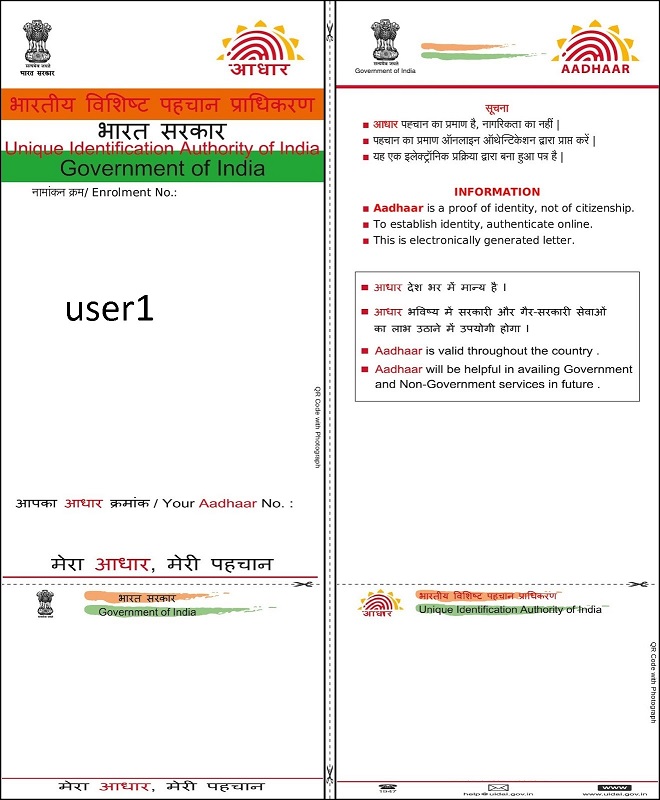 सत्यमेव जयते
भारत सरकार
आधार
भारतीय विशिष्ट पहचान प्राधिकरण
भारत सरकार
Unique Identification Authority of India
Government of India
नामांकन क्रम/ Enrolment No.:
user1
QR Code with Photograph
आपका आधार क्रमांक / Your Aadhaar No. :
मेरा आधार, मेरी पहचान
भारत सरकार
Government of India
मेरा आधार, मेरी पहचान
सत्यमेव जयते
Government of India
AADHAAR
सूचना
आधार पहचान का प्रमाण है, नागरिकता का नहीं |
पहचान का प्रमाण ऑनलाइन ऑथेन्टिकेशन द्वारा प्राप्त करें |
यह एक इलेक्ट्रॉनिक प्रक्रिया द्वारा बना हुआ पत्र है |
INFORMATION
Aadhaar is a proof of identity, not of citizenship.
To establish identity, authenticate online.
This is electronically generated letter.
आधार देश भर में मान्य है ।
आधार भविष्य में सरकारी और गैर-सरकारी सेवाओं
का लाभ उठाने में उपयोगी होगा ।
Aadhaar is valid throughout the country .
Aadhaar will be helpful in availing Government
and Non-Government services in future .
आधार
भारतीय विशिष्ट पहचान प्राधिकरण
Unique Identification Authority of India
QR Code with Photograph
1947
help@uidai.gov.in
www
www.uidai.gov.in